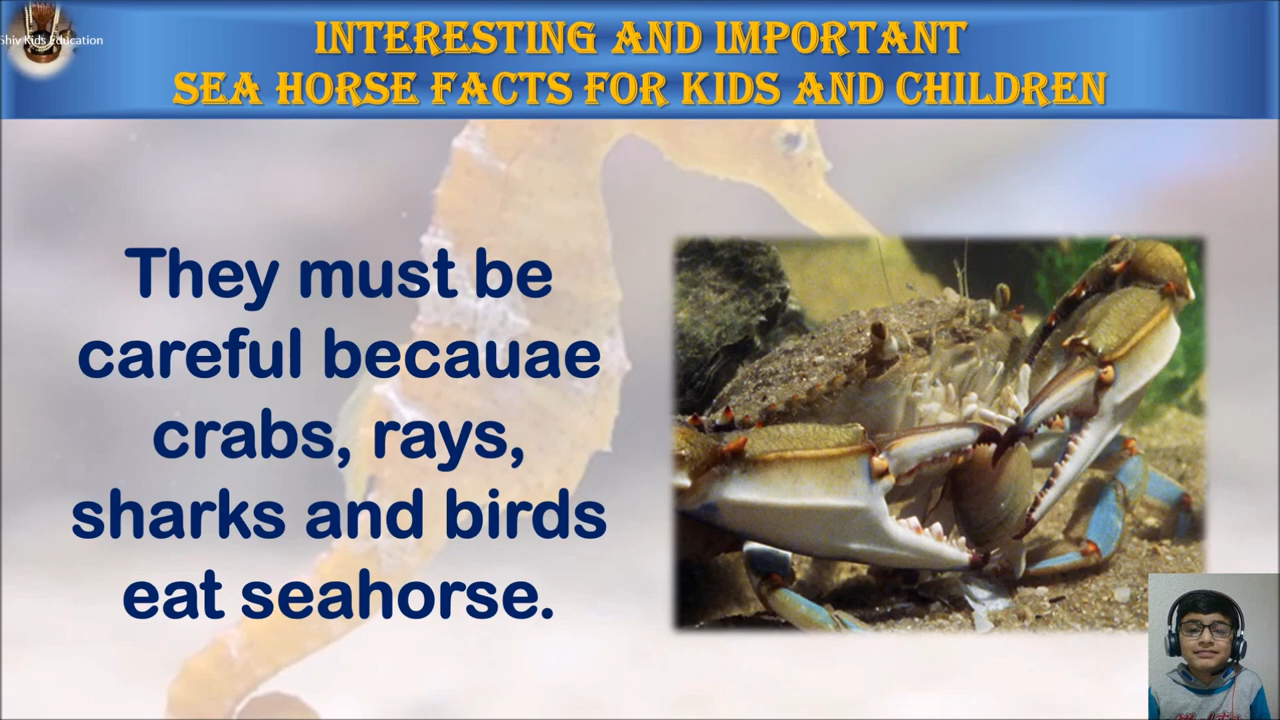 Shiv Kids Education
INTERESTING AND IMPORTANT
SEA HORSE FACTS FOR KIDS AND CHILDREN
They must be
careful becauae
crabs, rays,
sharks and birds
eat seahorse.